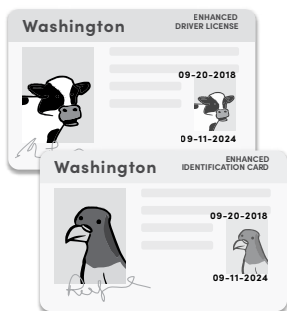 Washington
ENHANCED
DRIVER LICENSE
09-20-2018
09-11-2024
Washington
ENHANCED
IDENTIFICATION CARD
09-20-2018
09-11-2024